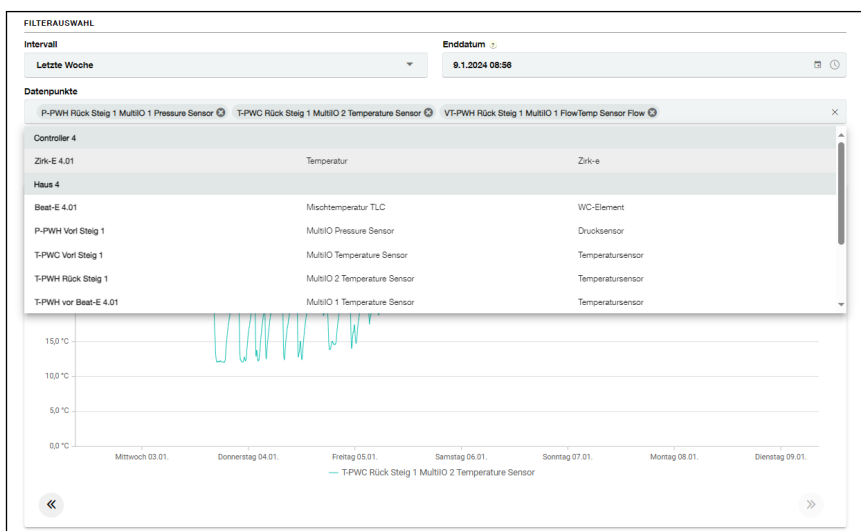 FILTERAUSWAHL
Intervall
Enddatum
Letzte Woche
9.1.2024 08:56
Datenpunkte
P-PWH Rück Steig 1 MultiIO 1 Pressure Sensor
T-PWC Rück Steig 1 MultiIO 2 Temperature Sensor
VT-PWH Rück Steig 1 MultiIO 1 FlowTemp Sensor Flow
Controller 4
Zirk-E 4.01 Temperatur Zirk-e
Haus 4
Beat-E 4.01 Mischtemperatur TLC WC-Element
P-PWH Vorl Steig 1 MultiIO Pressure Sensor Drucksensor
T-PWC Vorl Steig 1 MultiIO Temperature Sensor Temperatursensor
T-PWH Rück Steig 1 MultiIO 2 Temperature Sensor Temperatursensor
T-PWH vor Beat-E 4.01 MultiIO 1 Temperature Sensor Temperatursensor
15,0 °C
10,0 °C
5,0 °C
0,0 °C
Mittwoch 03.01. Donnerstag 04.01. Freitag 05.01. Samstag 06.01. Sonntag 07.01. Montag 08.01. Dienstag 09.01.
T-PWC Rück Steig 1 MultiIO 2 Temperature Sensor